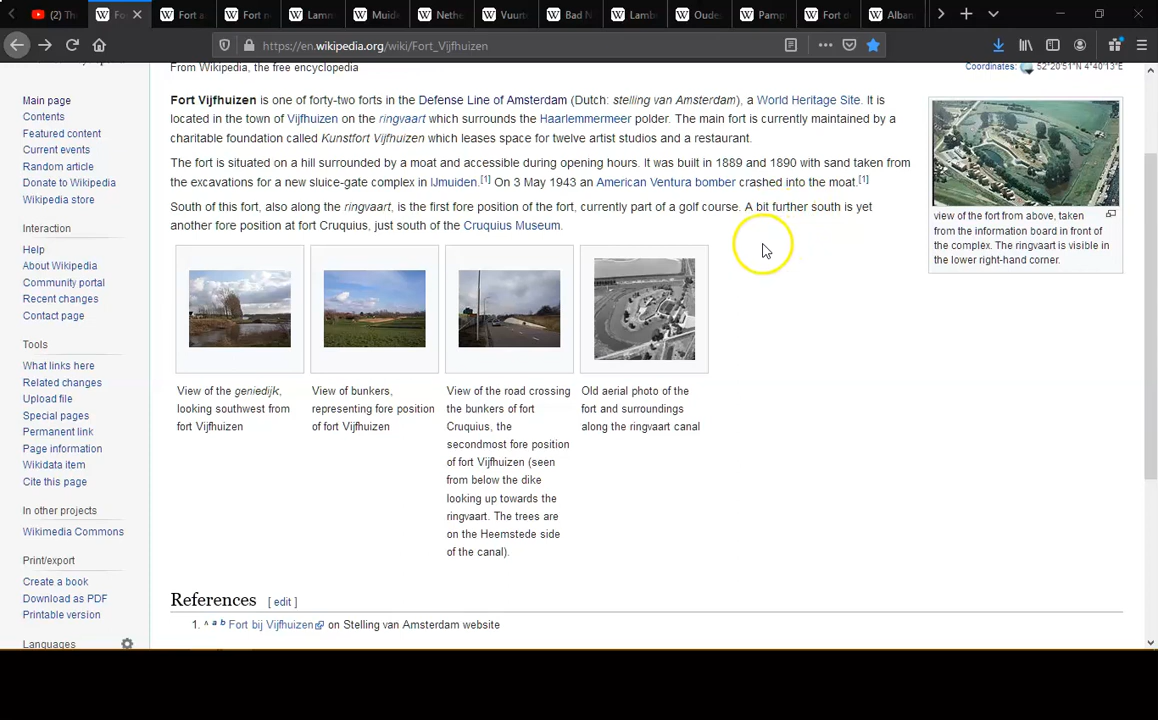 (2) Th
Fo
Fort a
Fort n
Lamm
Muide
Nethe
Vuurt
Bad N
Lamb
Oudes
Pamp
Fort d
Alban
https://en.wikipedia.org/wiki/Fort_Vijfhuizen
From Wikipedia, the free encyclopedia
Coordinates: 52°20′51″N 4°40′13″E
Main page
Contents
Featured content
Current events
Random article
Donate to Wikipedia
Wikipedia store
Interaction
Help
About Wikipedia
Community portal
Recent changes
Contact page
Tools
What links here
Related changes
Upload file
Special pages
Permanent link
Page information
Wikidata item
Cite this page
In other projects
Wikimedia Commons
Print/export
Create a book
Download as PDF
Printable version
Languages
Fort Vijfhuizen is one of forty-two forts in the Defense Line of Amsterdam (Dutch: stelling van Amsterdam), a World Heritage Site. It is
located in the town of Vijfhuizen on the ringvaart which surrounds the Haarlemmermeer polder. The main fort is currently maintained by a
charitable foundation called Kunstfort Vijfhuizen which leases space for twelve artist studios and a restaurant.
The fort is situated on a hill surrounded by a moat and accessible during opening hours. It was built in 1889 and 1890 with sand taken from
the excavations for a new sluice-gate complex in IJmuiden.[1] On 3 May 1943 an American Ventura bomber crashed into the moat.[1]
South of this fort, also along the ringvaart, is the first fore position of the fort, currently part of a golf course. A bit further south is yet
another fore position at fort Cruquius, just south of the Cruquius Museum.
view of the fort from above, taken
from the information board in front of
the complex. The ringvaart is visible in
the lower right-hand corner.
View of the geniedijk,
looking southwest from
fort Vijfhuizen
View of bunkers,
representing fore position
of fort Vijfhuizen
View of the road crossing
the bunkers of fort
Cruquius, the
secondmost fore position
of fort Vijfhuizen (seen
from below the dike
looking up towards the
ringvaart. The trees are
on the Heemstede side
of the canal).
Old aerial photo of the
fort and surroundings
along the ringvaart canal
References [ edit ]
1. ^ a b Fort bij Vijfhuizen on Stelling van Amsterdam website